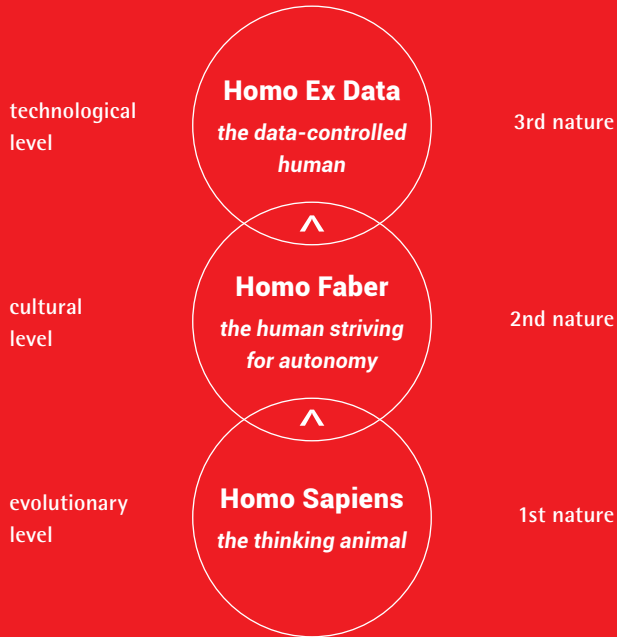 Homo Ex Data
technological
level
the data-controlled
human
3rd nature
Homo Faber
cultural
level
the human striving
for autonomy
2nd nature
Homo Sapiens
evolutionary
level
the thinking animal
1st nature